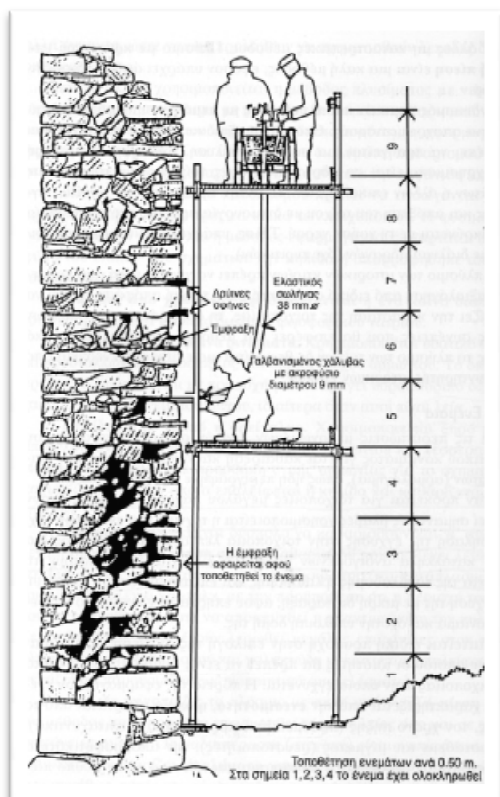 9
8
7
Δρύινες
σφήνες
Ελαστικός
σωλήνας
38 mm ø
6
Έμφραξη
Γαλβανισμένος χάλυβας
με ακροφύσιο
διαμέτρου 9 mm
5
4
3
Η έμφραξη
αφαιρείται αφού
τοποθετηθεί το ένεμα
2
Τοποθέτηση ενεμάτων ανά 0.50 m.
Στα σημεία 1,2,3,4 το ένεμα έχει ολοκληρωθεί